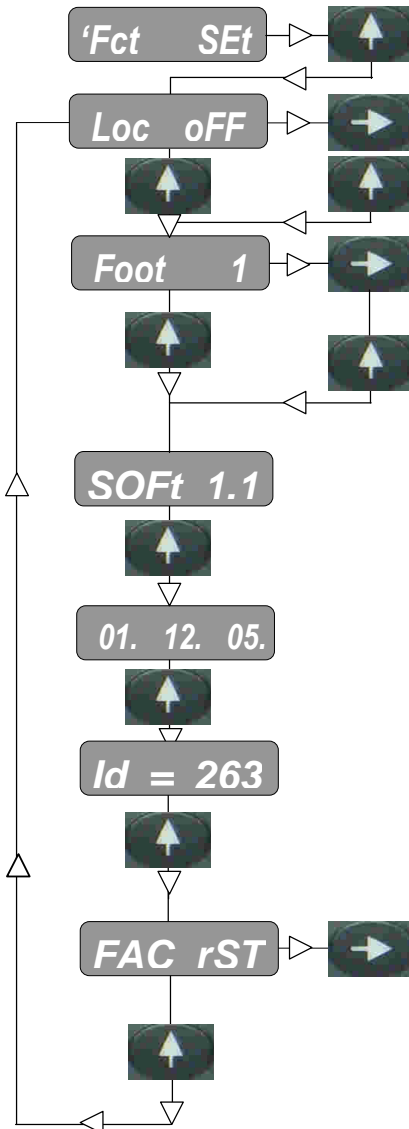 ‘Fct SEt
Loc oFF
Foot 1
SOFt 1.1
01. 12. 05.
Id = 263
FAC rST